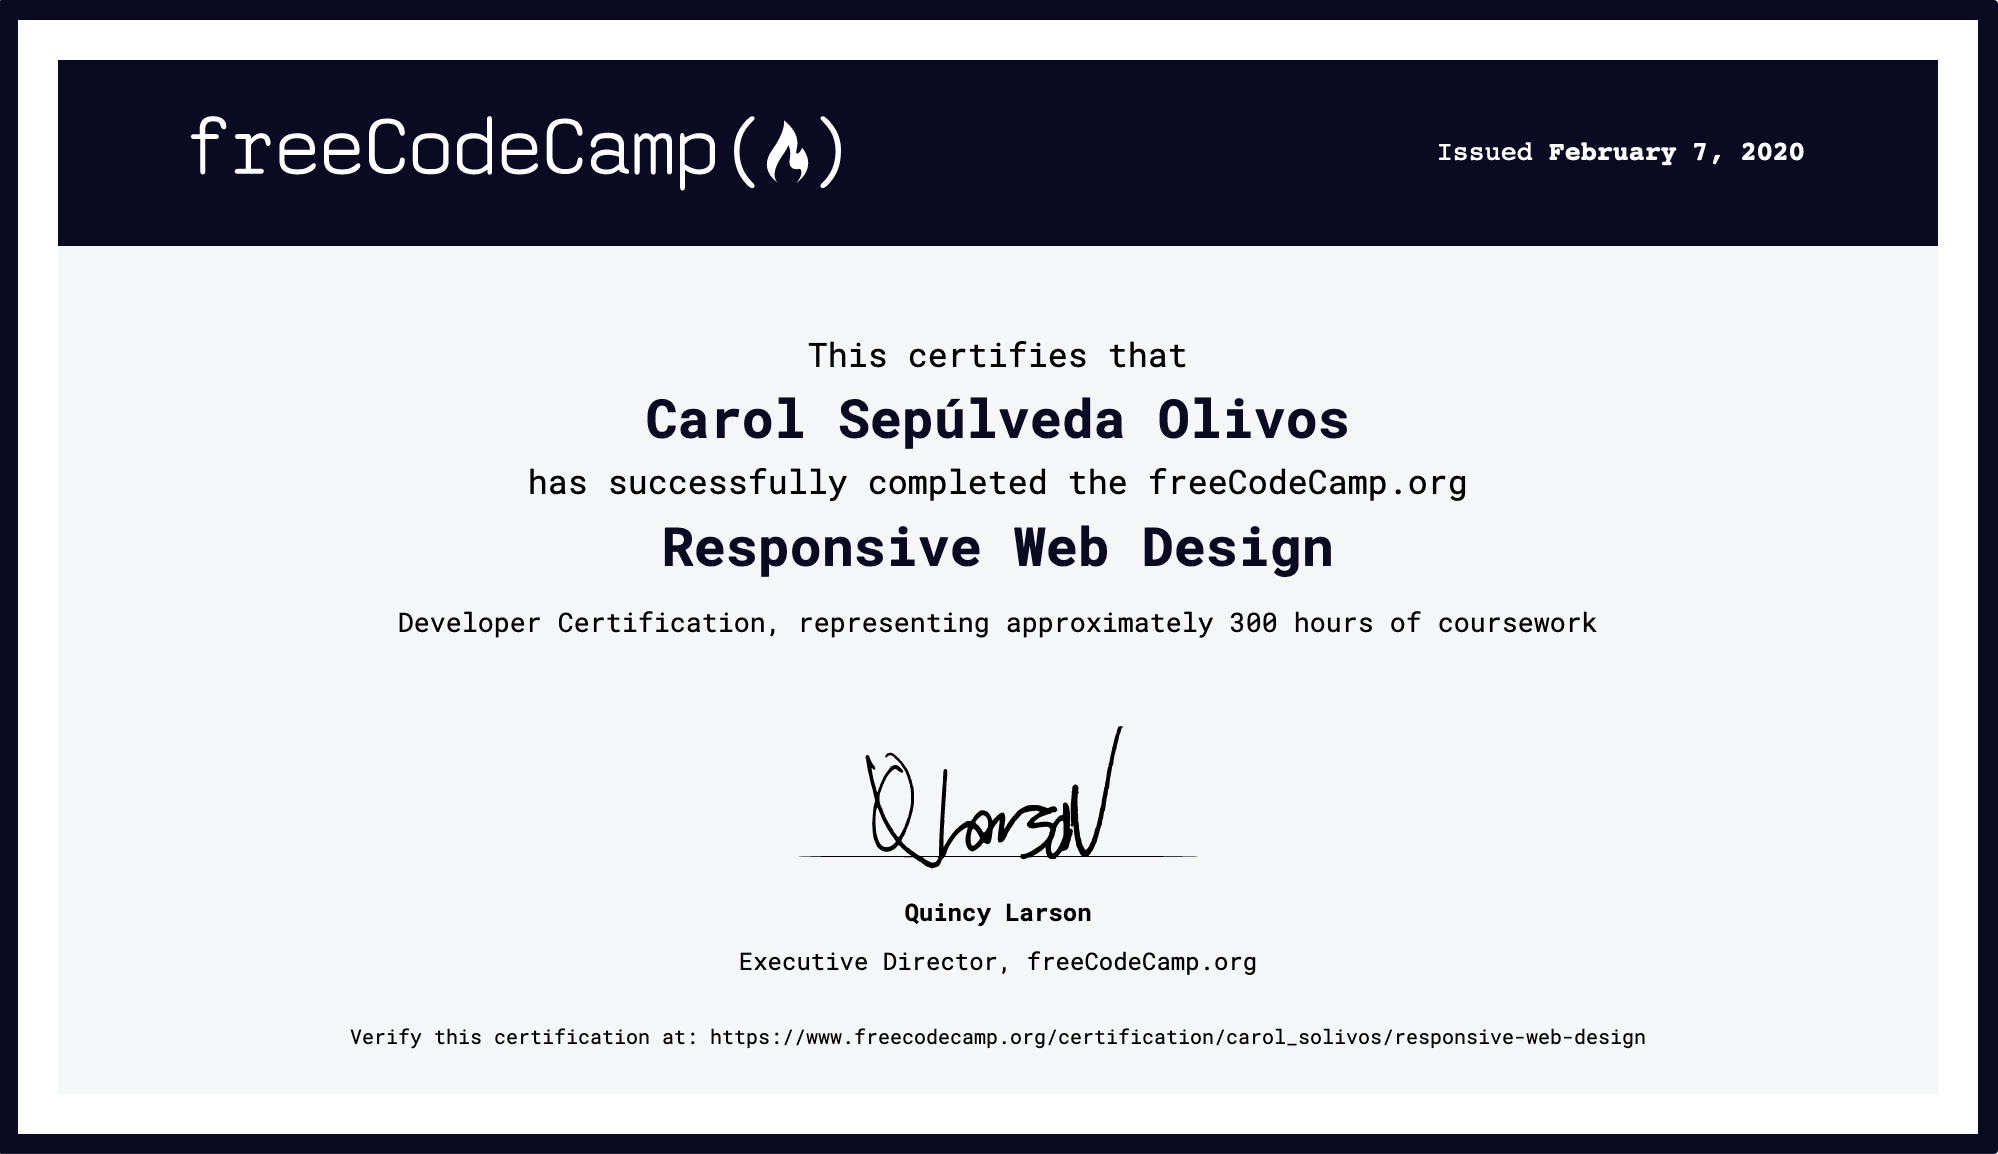 freeCodeCamp(🔥)
Issued February 7, 2020
This certifies that
Carol Sepúlveda Olivos
has successfully completed the freeCodeCamp.org
Responsive Web Design
Developer Certification, representing approximately 300 hours of coursework
QLarson
Quincy Larson
Executive Director, freeCodeCamp.org
Verify this certification at: https://www.freecodecamp.org/certification/carol_solivos/responsive-web-design